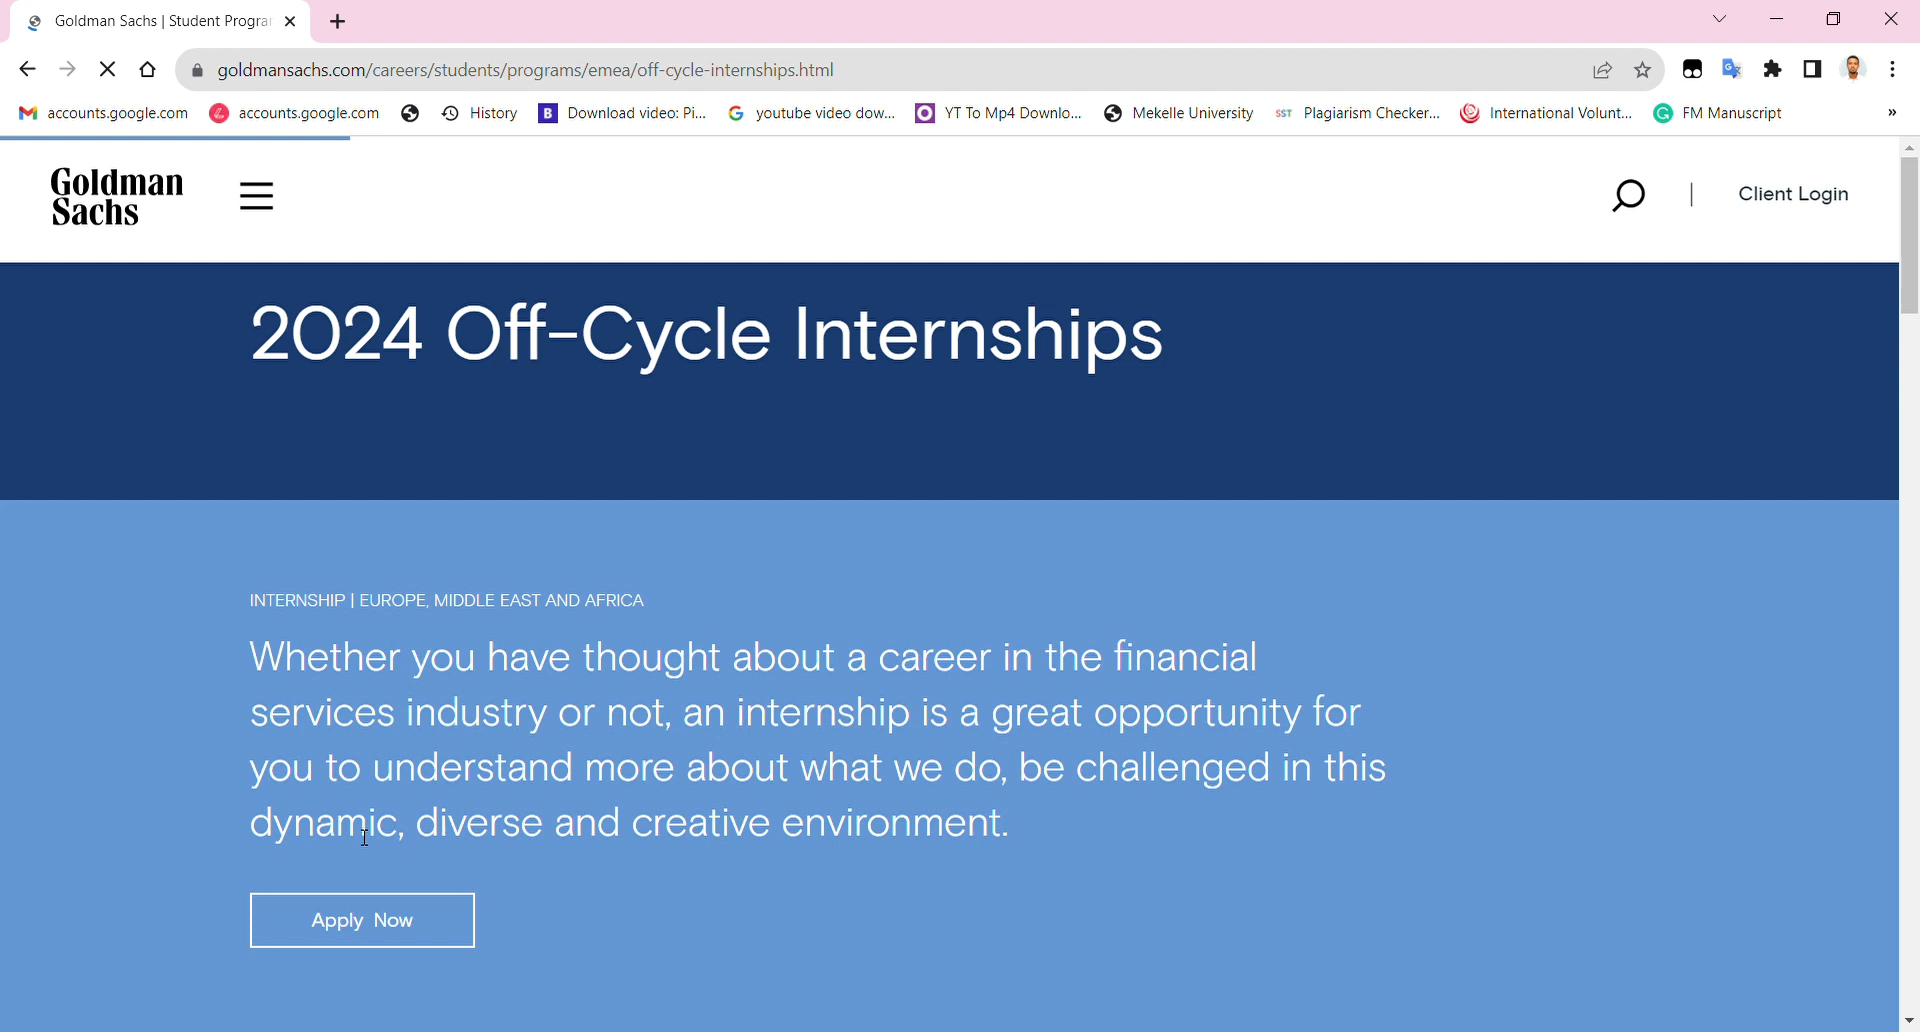 Goldman Sachs | Student Progra
goldmansachs.com/careers/students/programs/emea/off-cycle-internships.html
accounts.google.com
accounts.google.com
History
B
Download video: Pi...
youtube video dow...
YT To Mp4 Downlo...
Mekelle University
SST
Plagiarism Checker...
International Volunt...
FM Manuscript
»
Goldman
Sachs
Client Login
2024 Off-Cycle Internships
INTERNSHIP | EUROPE, MIDDLE EAST AND AFRICA
Whether you have thought about a career in the financial
services industry or not, an internship is a great opportunity for
you to understand more about what we do, be challenged in this
dynamic, diverse and creative environment.
Apply Now